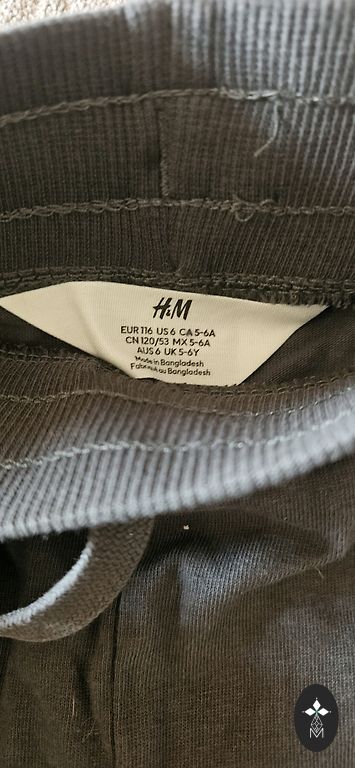 H&M
EUR 116 US 6 CA 5-6A
CN 120/53 MX 5-6A
AUS 6 UK 5-6Y
Made in Bangladesh
Fabriqué au Bangladesh
M